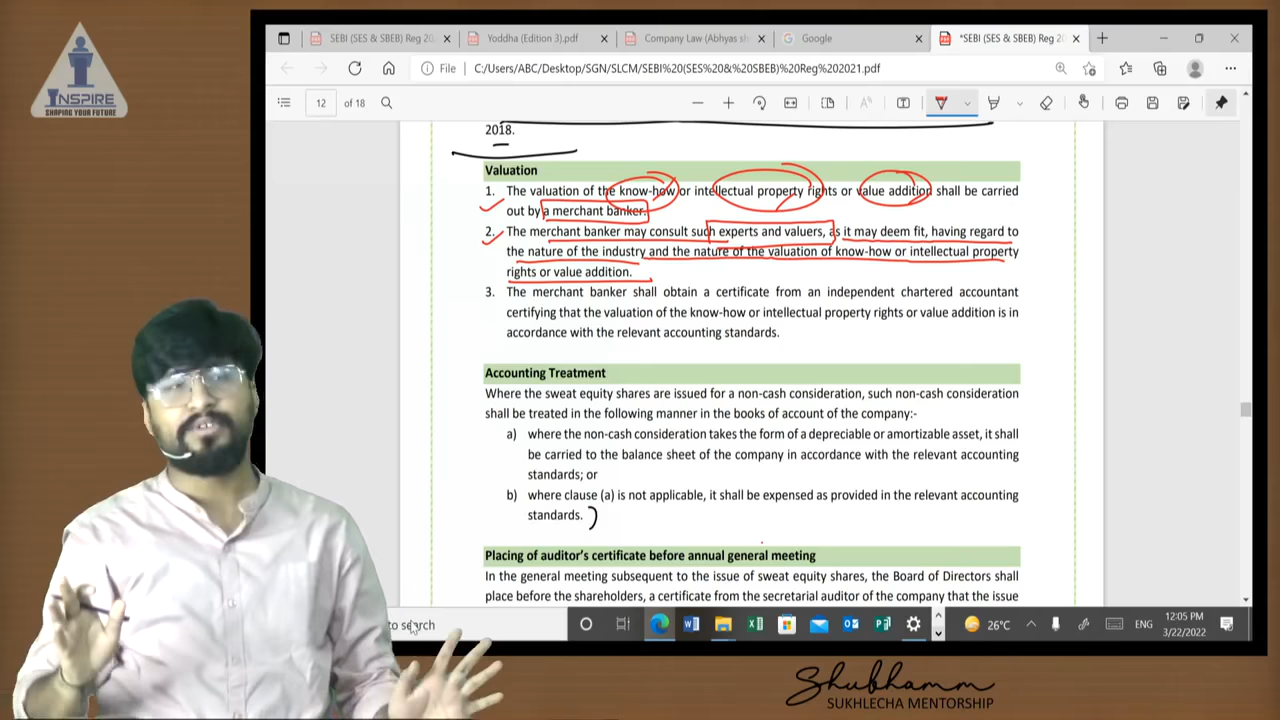 INSPIRE
SHAPING YOUR FUTURE
SEBI (SES & SBEB) Reg 20
Yoddha (Edition 3).pdf
Company Law (Abhyas sh
Google
*SEBI (SES & SBEB) Reg 2
File
C:/Users/ABC/Desktop/SGN/SLCM/SEBI%20(SES%20&%20SBEB)%20Reg%202021.pdf
12 of 18
2018.
Valuation
1. The valuation of the know-how or intellectual property rights or value addition shall be carried
out by a merchant banker.
2. The merchant banker may consult such experts and valuers, as it may deem fit, having regard to
the nature of the industry and the nature of the valuation of know-how or intellectual property
rights or value addition.
3. The merchant banker shall obtain a certificate from an independent chartered accountant
certifying that the valuation of the know-how or intellectual property rights or value addition is in
accordance with the relevant accounting standards.
Accounting Treatment
Where the sweat equity shares are issued for a non-cash consideration, such non-cash consideration
shall be treated in the following manner in the books of account of the company:-
a) where the non-cash consideration takes the form of a depreciable or amortizable asset, it shall
be carried to the balance sheet of the company in accordance with the relevant accounting
standards; or
b) where clause (a) is not applicable, it shall be expensed as provided in the relevant accounting
standards.
Placing of auditor's certificate before annual general meeting
In the general meeting subsequent to the issue of sweat equity shares, the Board of Directors shall
place before the shareholders, a certificate from the secretarial auditor of the company that the issue
to search
26°C
ENG
12:05 PM
3/22/2022
Shubhamm
SUKHLECHA MENTORSHIP